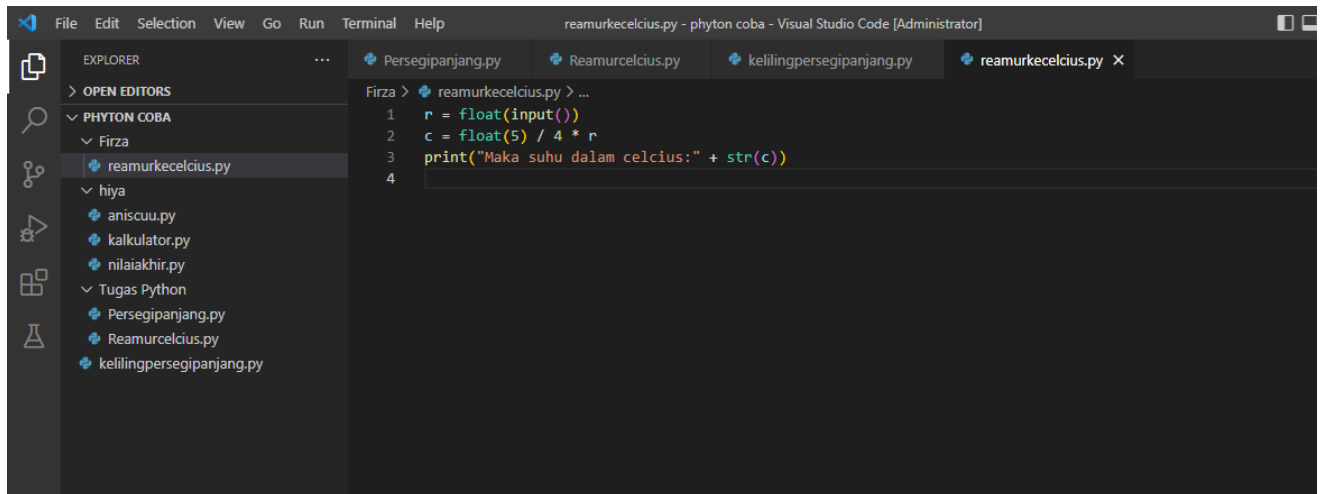 File Edit Selection View Go Run Terminal Help reamurkecelcius.py - phyton coba - Visual Studio Code [Administrator]
EXPLORER ...
> OPEN EDITORS
PHYTON COBA
Firza
reamurkecelcius.py
hiya
aniscuu.py
kalkulator.py
nilaiakhir.py
Tugas Python
Persegipanjang.py
Reamurcelcius.py
kelilingpersegipanjang.py
Persegipanjang.py Reamurcelcius.py kelilingpersegipanjang.py reamurkecelcius.py
Firza > reamurkecelcius.py > ...
1 r = float(input())
2 c = float(5) / 4 * r
3 print("Maka suhu dalam celcius:" + str(c))
4